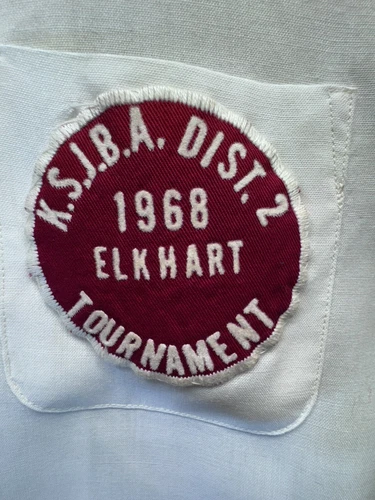 K.S.J.B.A. DIST. 2
1968
ELKHART
TOURNAMENT